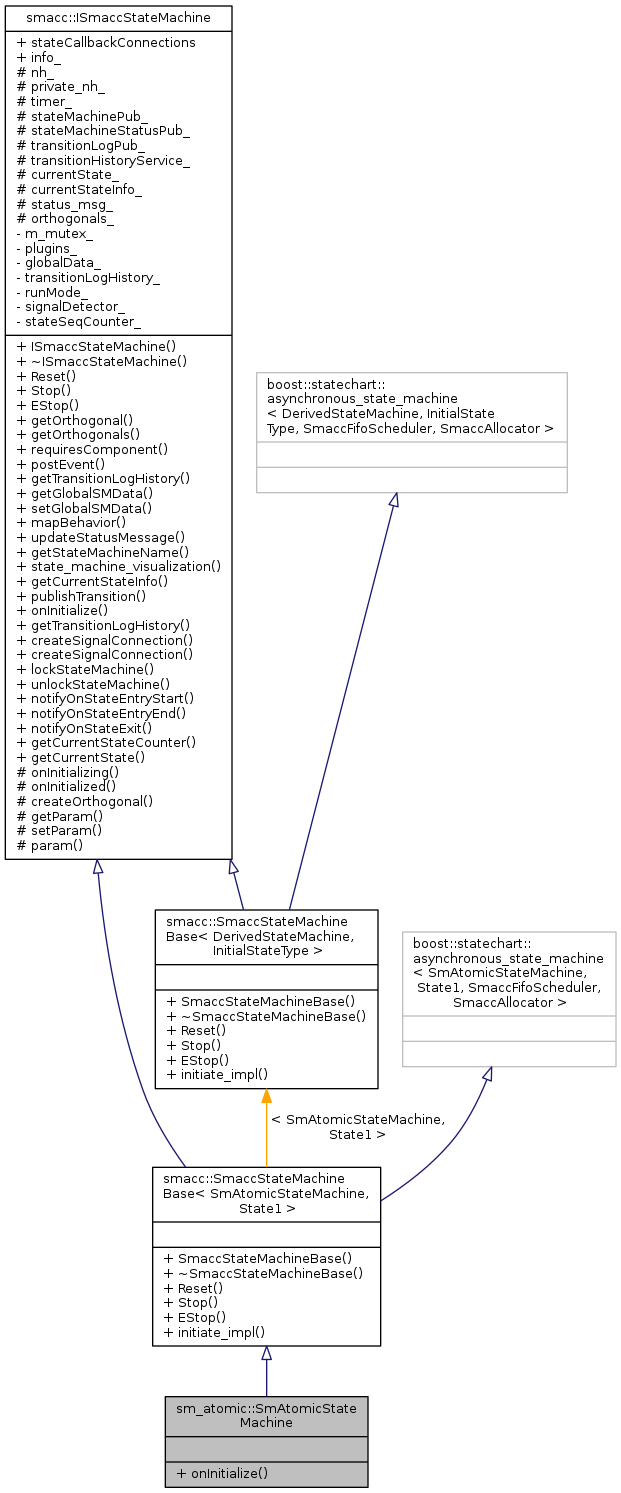 smacc::ISmaccStateMachine
+ stateCallbackConnections
+ info_
# nh_
# private_nh_
# timer_
# stateMachinePub_
# stateMachineStatusPub_
# transitionLogPub_
# transitionHistoryService_
# currentState_
# currentStateInfo_
# status_msg_
# orthogonals_
- m_mutex_
- plugins_
- globalData_
- transitionLogHistory_
- runMode_
- signalDetector_
- stateSeqCounter_
+ ISmaccStateMachine()
+ ~ISmaccStateMachine()
+ Reset()
+ Stop()
+ EStop()
+ getOrthogonal()
+ getOrthogonals()
+ requiresComponent()
+ postEvent()
+ getTransitionLogHistory()
+ getGlobalSMData()
+ setGlobalSMData()
+ mapBehavior()
+ updateStatusMessage()
+ getStateMachineName()
+ state_machine_visualization()
+ getCurrentStateInfo()
+ publishTransition()
+ onInitialize()
+ getTransitionLogHistory()
+ createSignalConnection()
+ createSignalConnection()
+ lockStateMachine()
+ unlockStateMachine()
+ notifyOnStateEntryStart()
+ notifyOnStateEntryEnd()
+ notifyOnStateExit()
+ getCurrentStateCounter()
+ getCurrentState()
# onInitializing()
# onInitialized()
# createOrthogonal()
# getParam()
# setParam()
# param()
boost::statechart::
asynchronous_state_machine
< DerivedStateMachine, InitialState
Type, SmaccFifoScheduler, SmaccAllocator >
smacc::SmaccStateMachine
Base< DerivedStateMachine,
InitialStateType >
+ SmaccStateMachineBase()
+ ~SmaccStateMachineBase()
+ Reset()
+ Stop()
+ EStop()
+ initiate_impl()
boost::statechart::
asynchronous_state_machine
< SmAtomicStateMachine,
State1, SmaccFifoScheduler,
SmaccAllocator >
< SmAtomicStateMachine,
State1 >
smacc::SmaccStateMachine
Base< SmAtomicStateMachine,
State1 >
+ SmaccStateMachineBase()
+ ~SmaccStateMachineBase()
+ Reset()
+ Stop()
+ EStop()
+ initiate_impl()
sm_atomic::SmAtomicState
Machine
+ onInitialize()